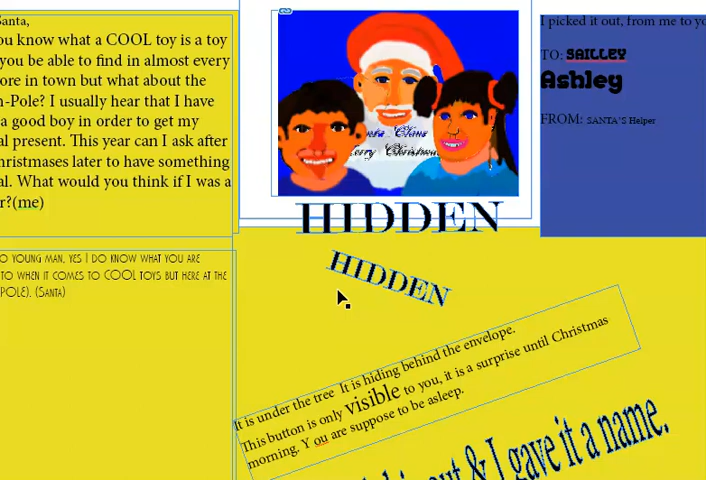 Santa,
ou know what a COOL toy is a toy
you be able to find in almost every
ore in town but what about the
-Pole? I usually hear that I have
a good boy in order to get my
al present. This year can I ask after
hristmases later to have something
al. What would you think if I was a
r?(me)
O YOUNG MAN, YES I DO KNOW WHAT YOU ARE
TO WHEN IT COMES TO COOL TOYS BUT HERE AT THE
POLE). (SANTA)
HIDDEN
HIDDEN
I picked it out, from me to yo
TO: SAILLEY
Ashley
FROM: SANTA'S Helper
It is under the tree It is hiding behind the envelope.
This button is only visible to you, it is a surprise until Christmas
morning. Y ou are suppose to be asleep.
out & I gave it a name.